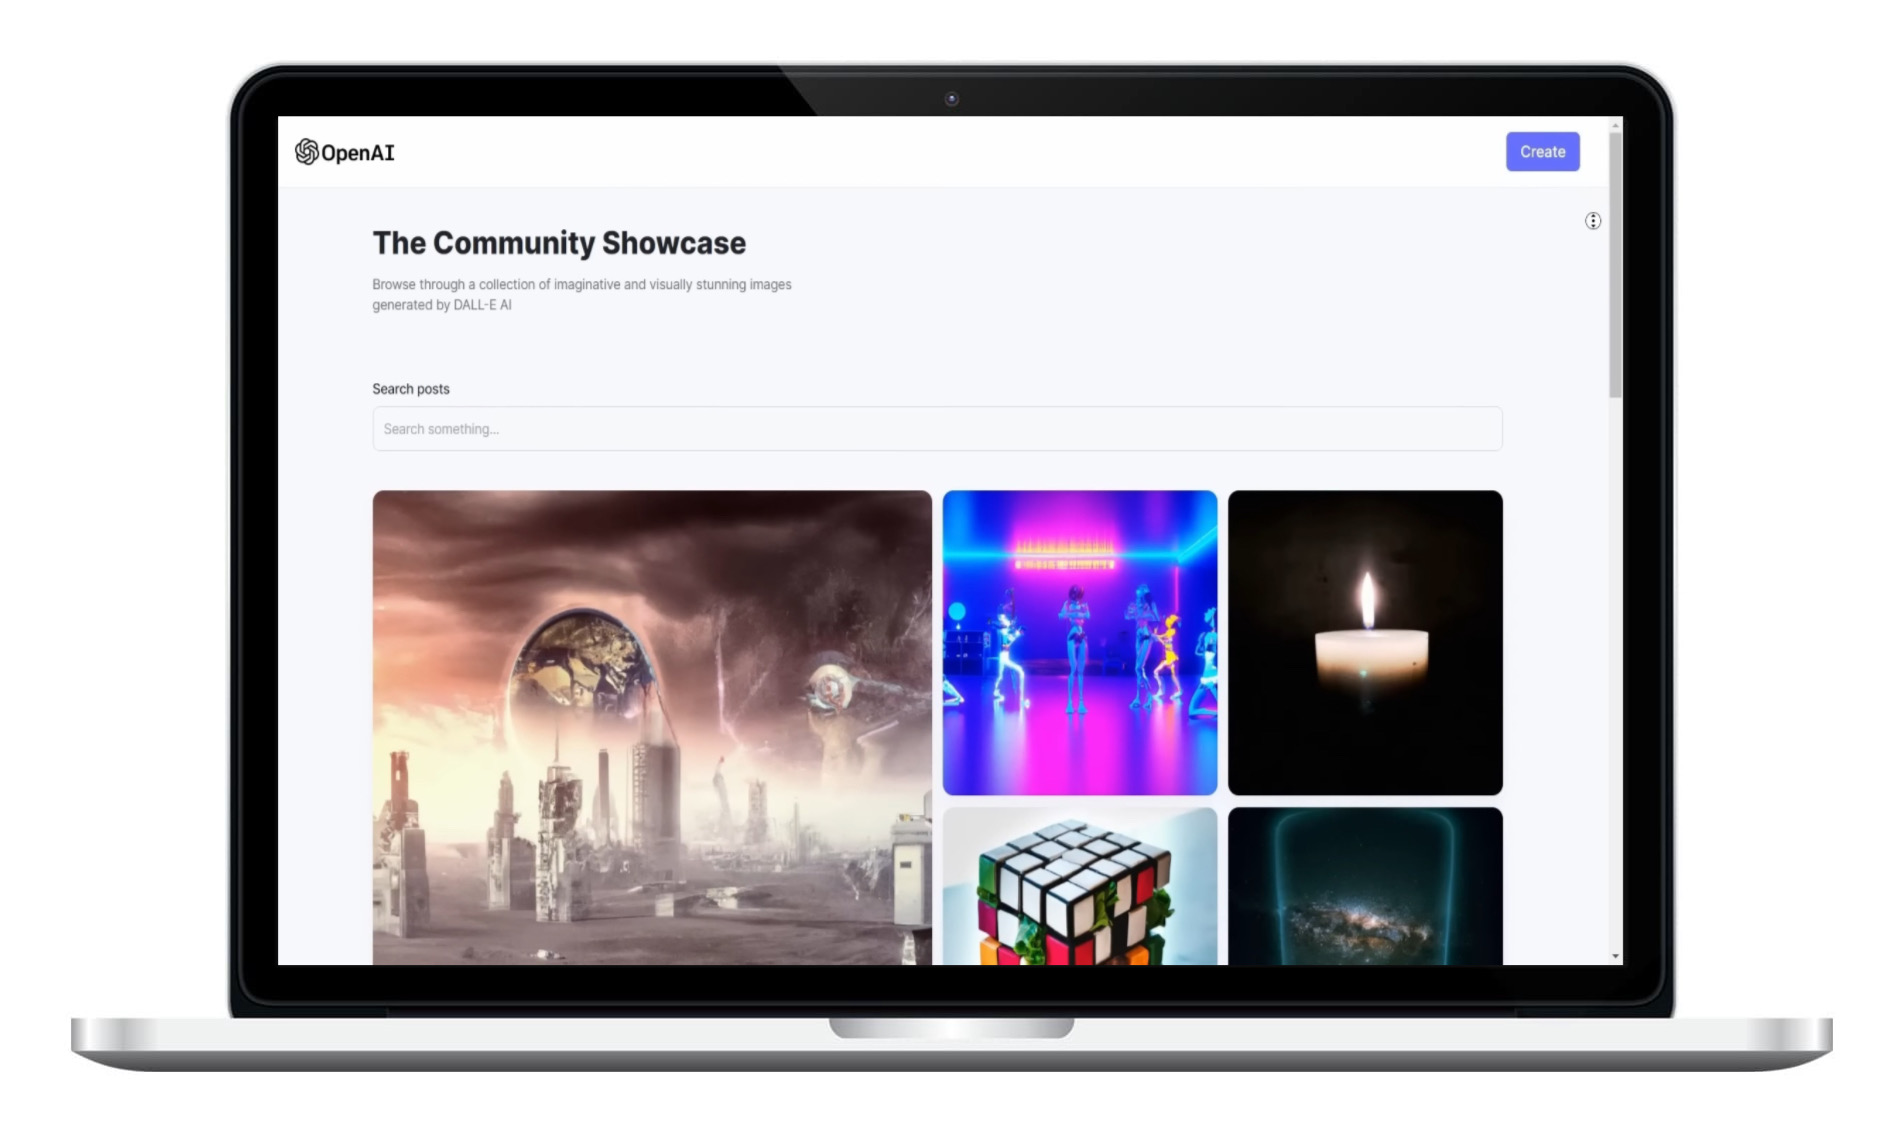 OpenAI
Create
The Community Showcase
Browse through a collection of imaginative and visually stunning images
generated by DALL-E AI
Search posts
Search something...